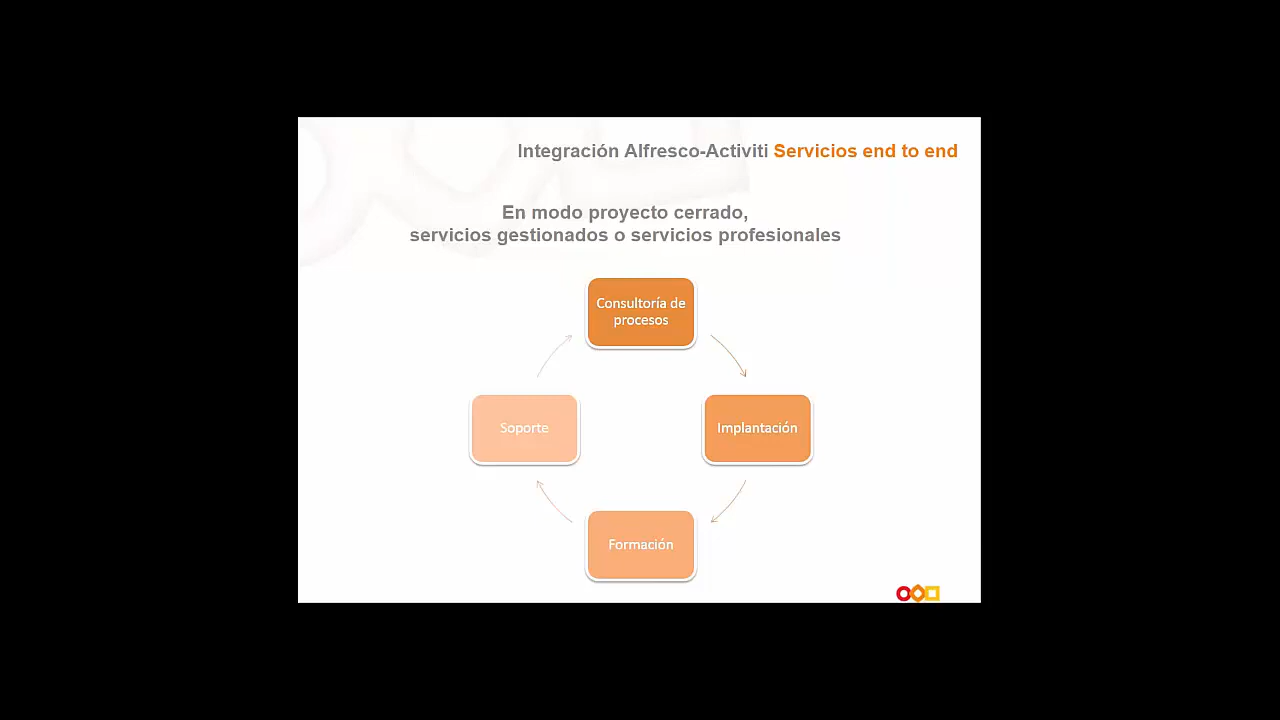 Integración Alfresco-Activiti Servicios end to end
En modo proyecto cerrado,
servicios gestionados o servicios profesionales
Consultoría de
procesos
Implantación
Formación
Soporte